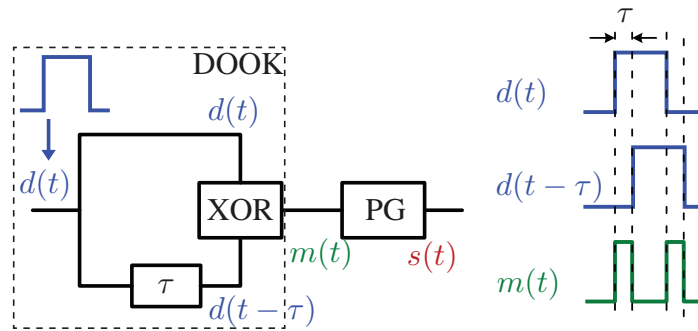 DOOK
d(t)
d(t)
XOR
PG
m(t)
s(t)
τ
d(t − τ)
τ
d(t)
d(t − τ)
m(t)